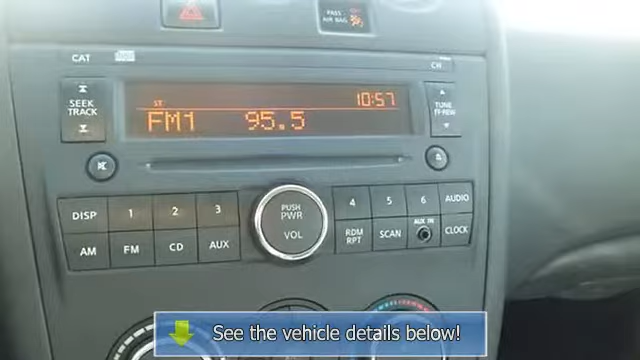 PASS
AIR BAG
CAT
CH
SEEK
TRACK
ST
10:57
FM1 95.5
TUNE
FF·REW
DISP
1
2
3
PUSH
PWR
VOL
4
5
6
AUDIO
AM
FM
CD
AUX
RDM
RPT
SCAN
AUX IN
CLOCK
See the vehicle details below!